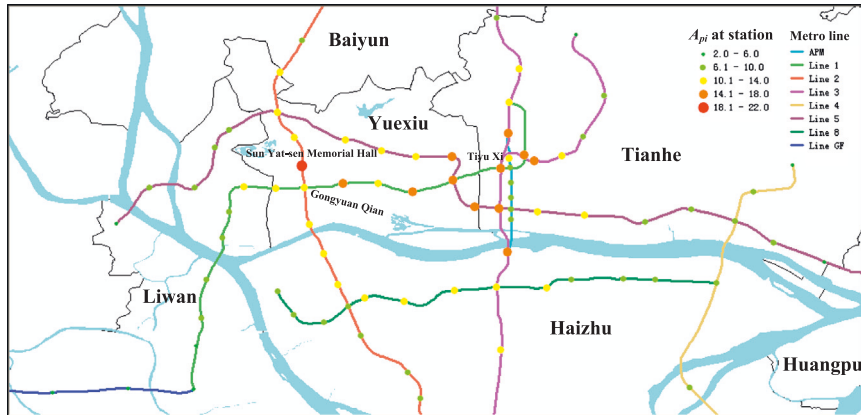 Baiyun
Yuexiu
Sun Yat-sen Memorial Hall
Tiyu Xi
Tianhe
Gongyuan Qian
Liwan
Haizhu
Huangpu
Api at station
2.0 - 6.0
6.1 - 10.0
10.1 - 14.0
14.1 - 18.0
18.1 - 22.0
Metro line
APM
Line 1
Line 2
Line 3
Line 4
Line 5
Line 8
Line GF